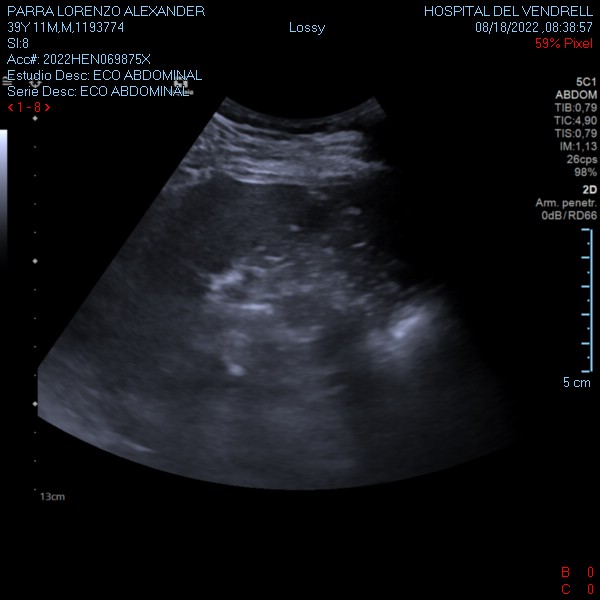 PARRA LORENZO ALEXANDER
39Y 11M,M,1193774
SI:8
Acc#: 2022HEN069875X
Estudio Desc: ECO ABDOMINAL
Serie Desc: ECO ABDOMINAL
< 1 - 8 >
Lossy
HOSPITAL DEL VENDRELL
08/18/2022 ,08:38:57
59% Pixel
5C1
ABDOM
TIB:0,79
TIC:4,90
TIS:0,79
IM:1,13
26cps
98%
2D
Arm. penetr.
0dB/RD66
5 cm
13cm
B 0
C 0